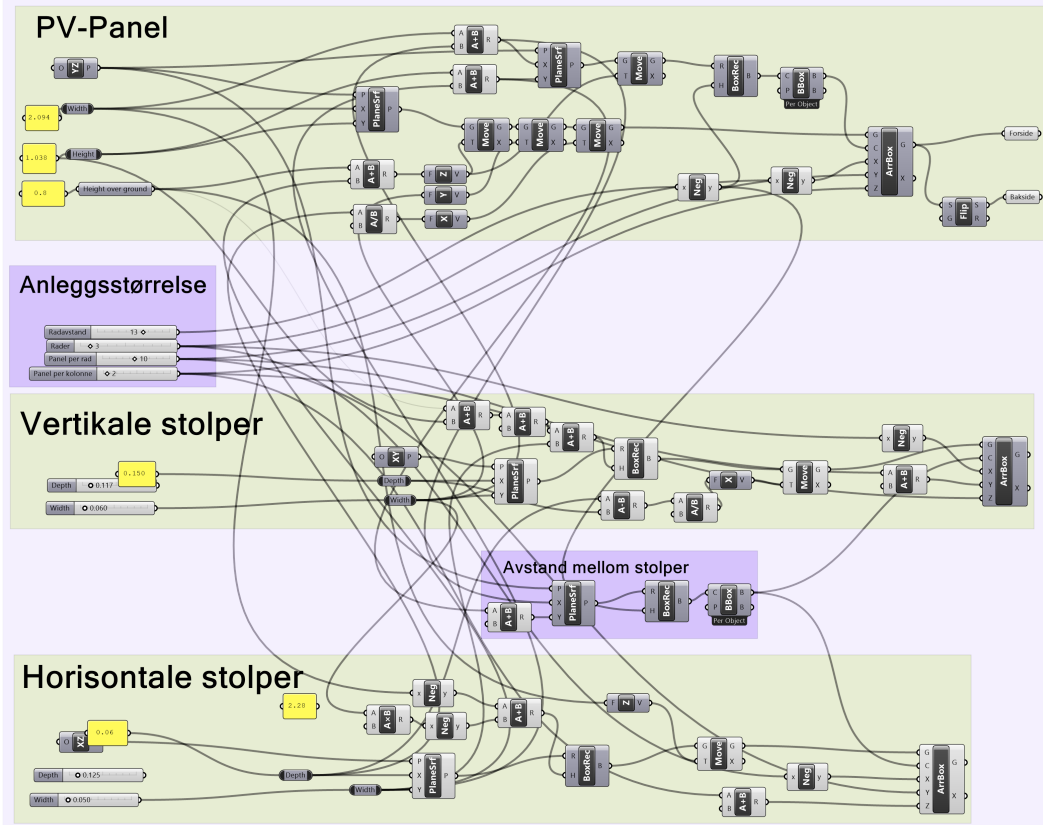 PV-Panel
O YZ P
A B A+B R
P X Y PlaneSrf P
G T Move G X
R H BoxRec B
C P BBox B B
Per Object
2.094
Width
A B A+B R
P X Y PlaneSrf P
1.038
Height
G T Move G X
G T Move G X
G T Move G X
G C X Y Z ArrBox G X
Forside
0.8
Height over ground
A B A+B R
F Z V
F Y V
x Neg y
x Neg y
A B A/B R
F X V
S G Flip S R
Bakside
Anleggsstørrelse
Radavstand 13
Rader 3
Panel per rad 10
Panel per kolonne 2
Vertikale stolper
A B A+B R
A B A+B R
A B A+B R
x Neg y
O XY P
R H BoxRec B
G C X Y Z ArrBox G X
0.150
P X Y PlaneSrf P
G T Move G X
A B A+B R
Depth 0.117
Depth
F X V
Width 0.060
Width
A B A-B R
A B A/B R
Avstand mellom stolper
P X Y PlaneSrf P
R H BoxRec B
C P BBox B B
Per Object
A B A+B R
Horisontale stolper
x Neg y
2.28
F Z V
A B A×B R
x Neg y
A B A+B R
O XZ
0.06
G T Move G X
G C X Y Z ArrBox G X
P X Y PlaneSrf P
R H BoxRec B
Depth 0.125
Depth
x Neg y
Width 0.050
Width
A B A+B R